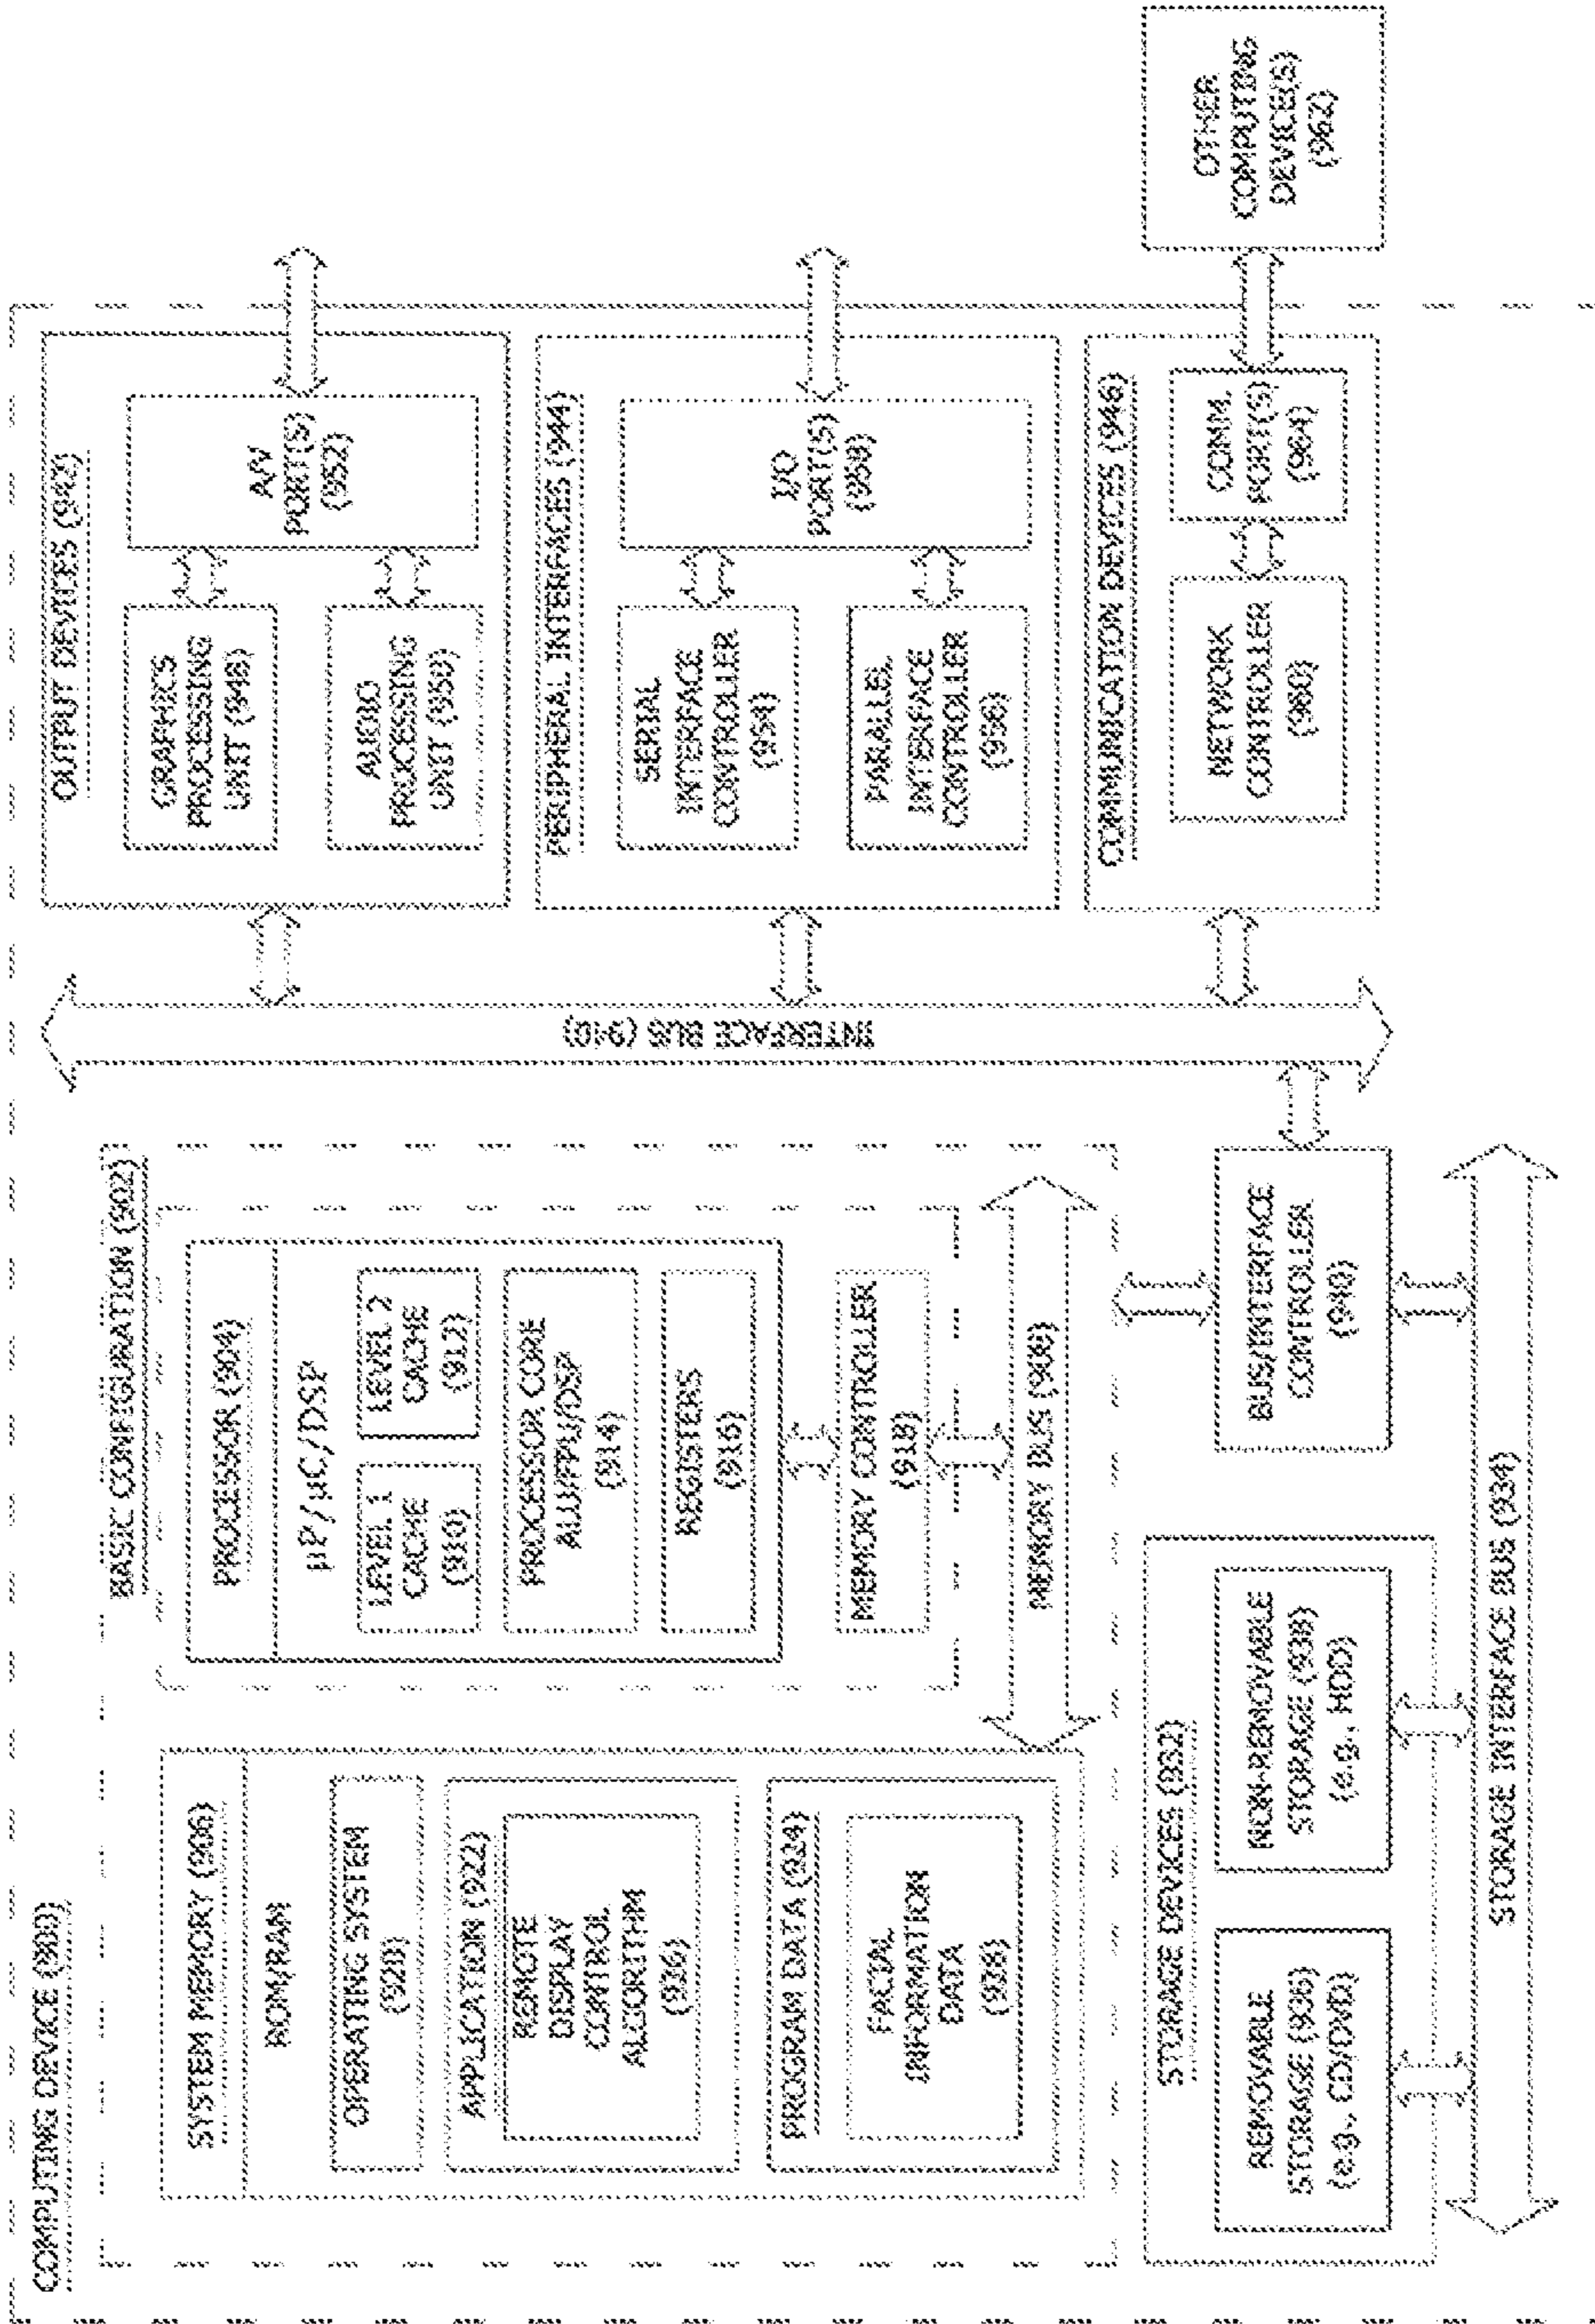 COMPUTING DEVICE (900)
BASIC CONFIGURATION (902)
SYSTEM MEMORY (906)
ROM/RAM
OPERATING SYSTEM
(920)
APPLICATION (922)
REMOTE
DISPLAY
CONTROL
ALGORITHM
(926)
PROGRAM DATA (924)
FACIAL
INFORMATION
DATA
(928)
PROCESSOR (904)
µP/µC/DSP
LEVEL 1
CACHE
(910)
LEVEL 2
CACHE
(912)
PROCESSOR CORE
ALU/FPU/DSP
(914)
REGISTERS
(916)
MEMORY CONTROLLER
(918)
MEMORY BUS (908)
STORAGE DEVICES (932)
REMOVABLE
STORAGE (936)
(e.g., CD/DVD)
NON-REMOVABLE
STORAGE (938)
(e.g., HDD)
BUS/INTERFACE
CONTROLLER
(940)
STORAGE INTERFACE BUS (934)
INTERFACE BUS (940)
OUTPUT DEVICES (942)
GRAPHICS
PROCESSING
UNIT (948)
AUDIO
PROCESSING
UNIT (950)
A/V
PORT(S)
(952)
PERIPHERAL INTERFACES (944)
SERIAL
INTERFACE
CONTROLLER
(954)
PARALLEL
INTERFACE
CONTROLLER
(956)
I/O
PORT(S)
(958)
COMMUNICATION DEVICES (946)
NETWORK
CONTROLLER
(960)
COMM.
PORT(S)
(964)
OTHER
COMPUTING
DEVICE(S)
(962)